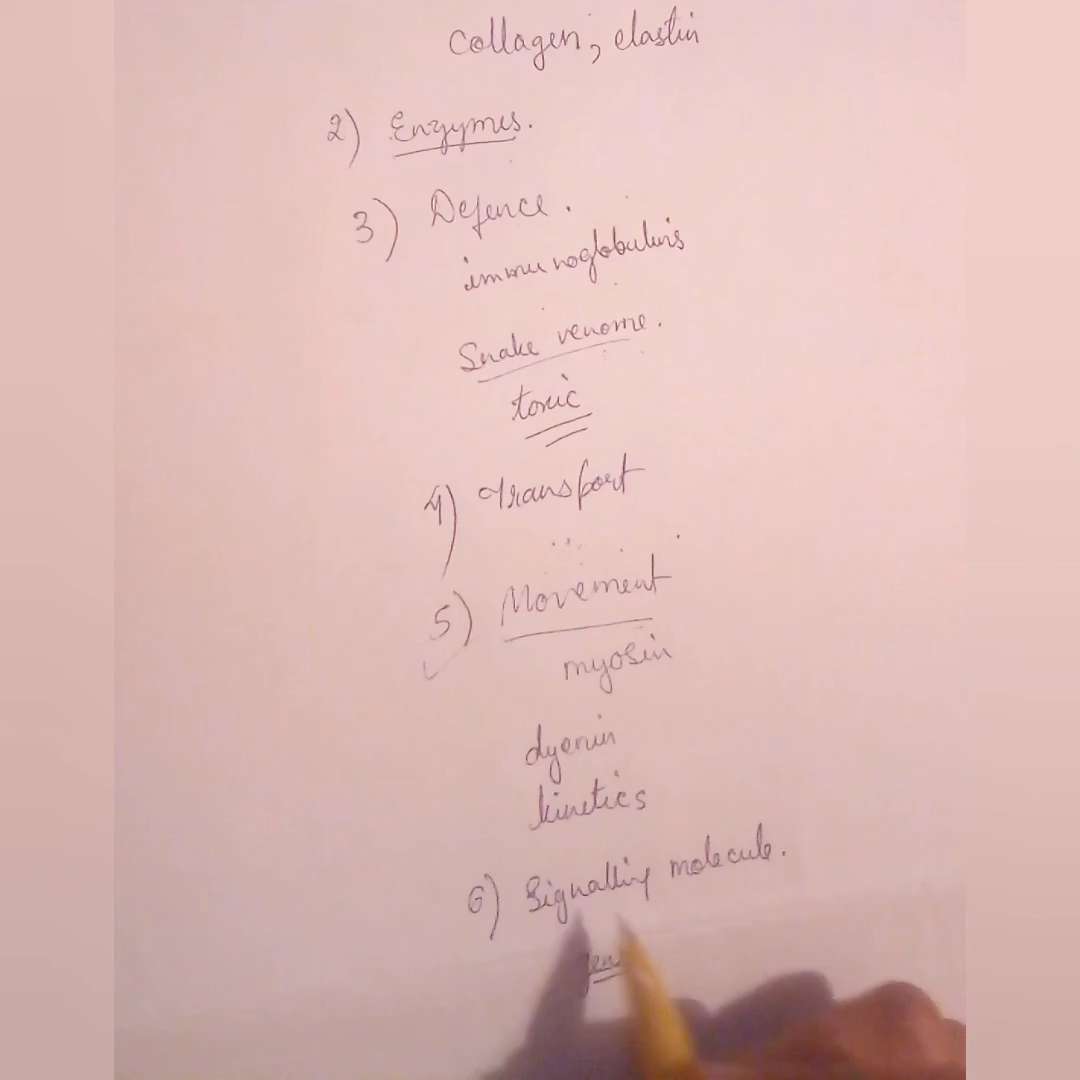 Collagen, elastin
2) Enzymes.
3) Defence.
immunoglobulins
Snake venome.
toxic
4) Transport
5) Movement
myosin
dyenin
kinetics
6) Signalling molecule.